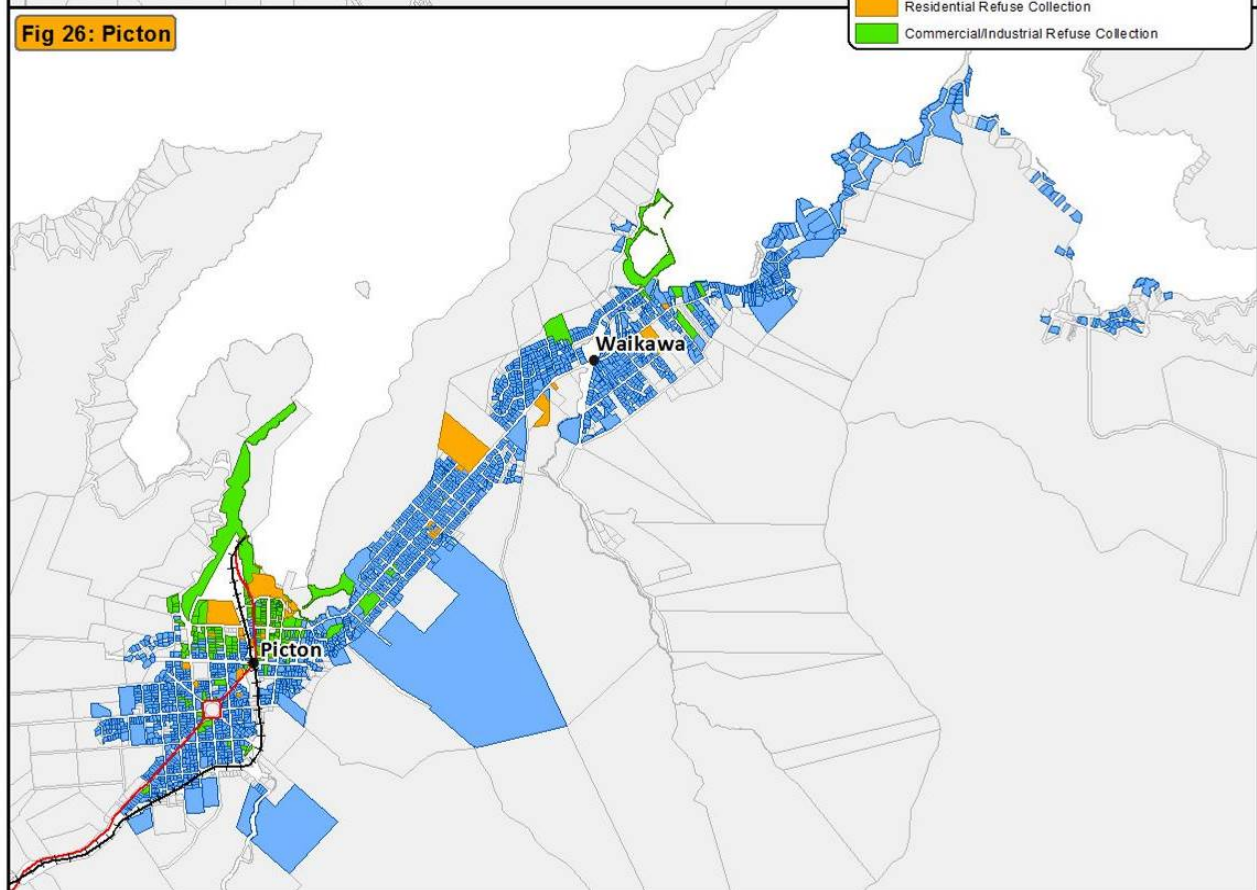 Residential Refuse Collection
Commercial/Industrial Refuse Collection
Fig 26: Picton
Waikawa
Picton